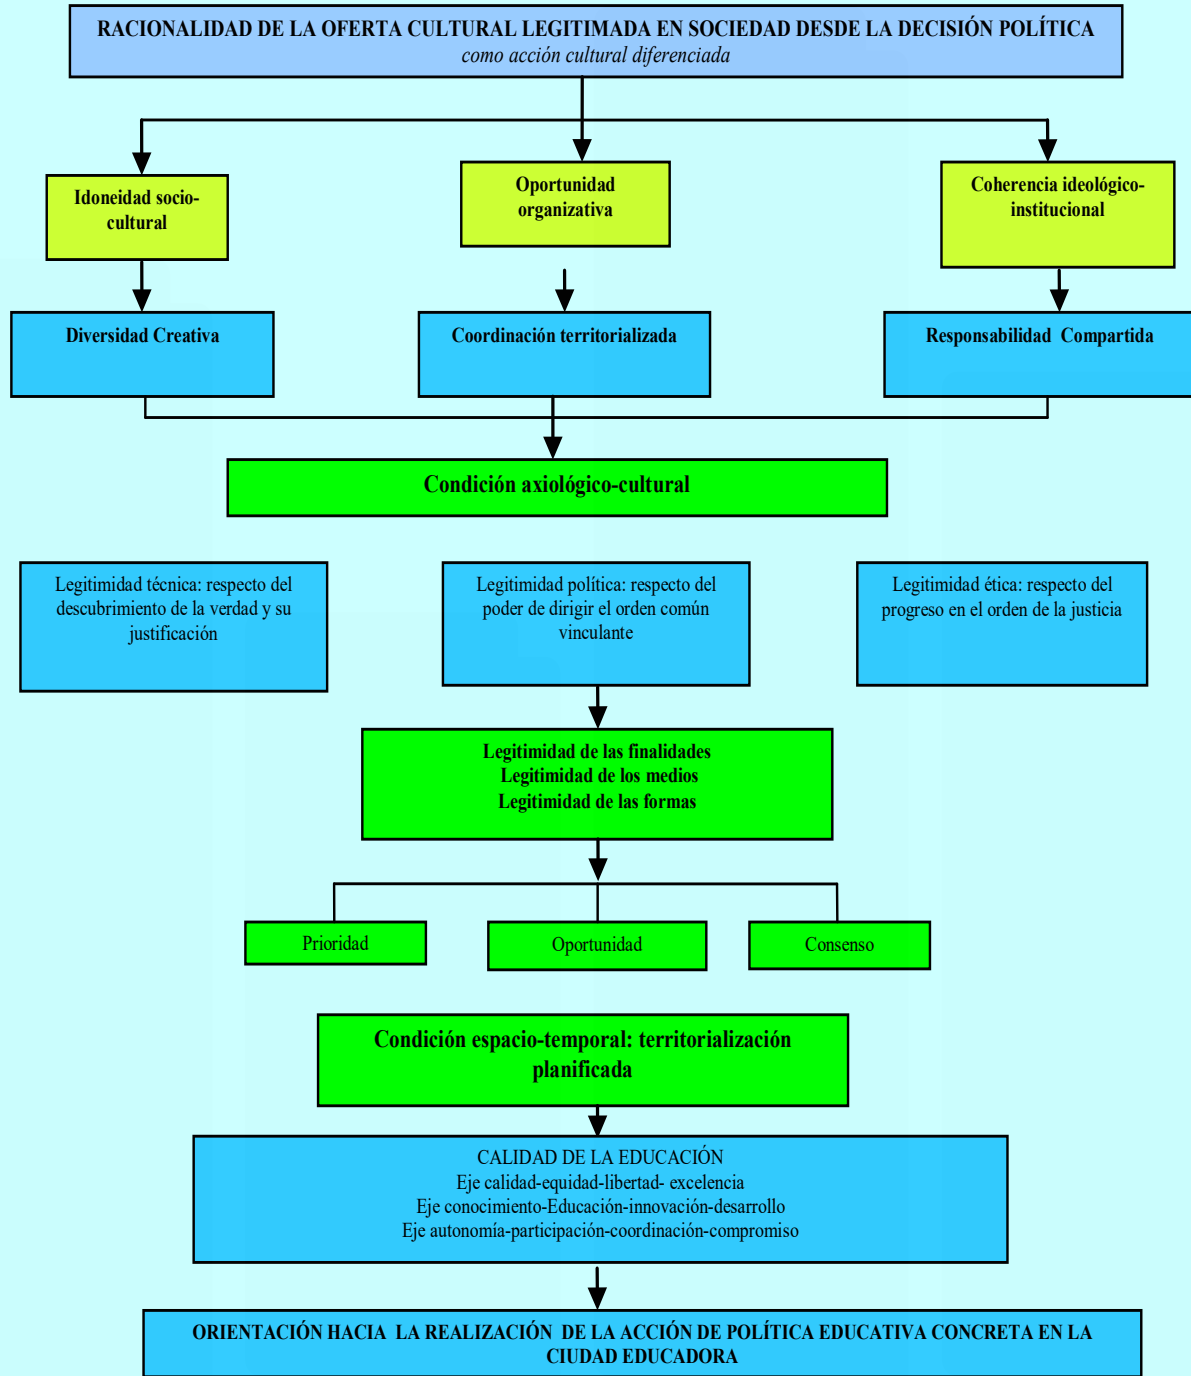 RACIONALIDAD DE LA OFERTA CULTURAL LEGITIMADA EN SOCIEDAD DESDE LA DECISIÓN POLÍTICA
como acción cultural diferenciada
Idoneidad socio-
cultural
Oportunidad
organizativa
Coherencia ideológico-
institucional
Diversidad Creativa
Coordinación territorializada
Responsabilidad Compartida
Condición axiológico-cultural
Legitimidad técnica: respecto del
descubrimiento de la verdad y su
justificación
Legitimidad política: respecto del
poder de dirigir el orden común
vinculante
Legitimidad ética: respecto del
progreso en el orden de la justicia
Legitimidad de las finalidades
Legitimidad de los medios
Legitimidad de las formas
Prioridad
Oportunidad
Consenso
Condición espacio-temporal: territorialización
planificada
CALIDAD DE LA EDUCACIÓN
Eje calidad-equidad-libertad- excelencia
Eje conocimiento-Educación-innovación-desarrollo
Eje autonomía-participación-coordinación-compromiso
ORIENTACIÓN HACIA LA REALIZACIÓN DE LA ACCIÓN DE POLÍTICA EDUCATIVA CONCRETA EN LA
CIUDAD EDUCADORA